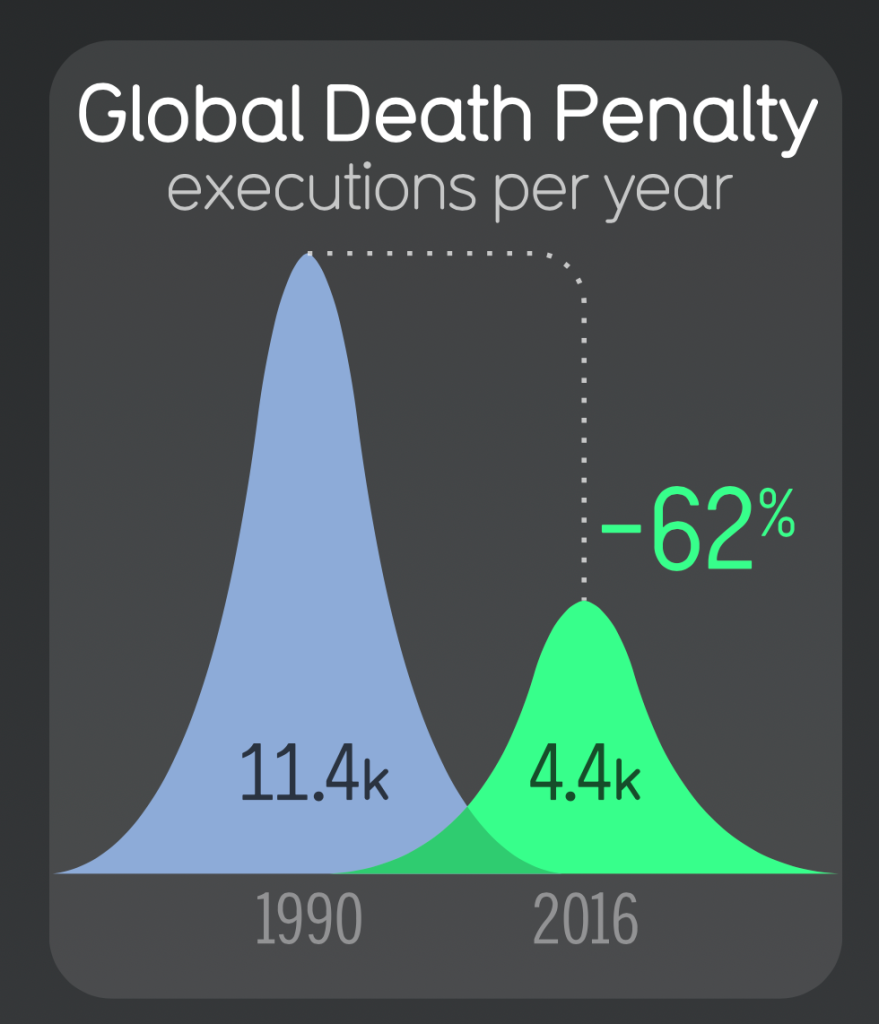 Global Death Penalty
executions per year
-62%
11.4k
4.4k
1990
2016